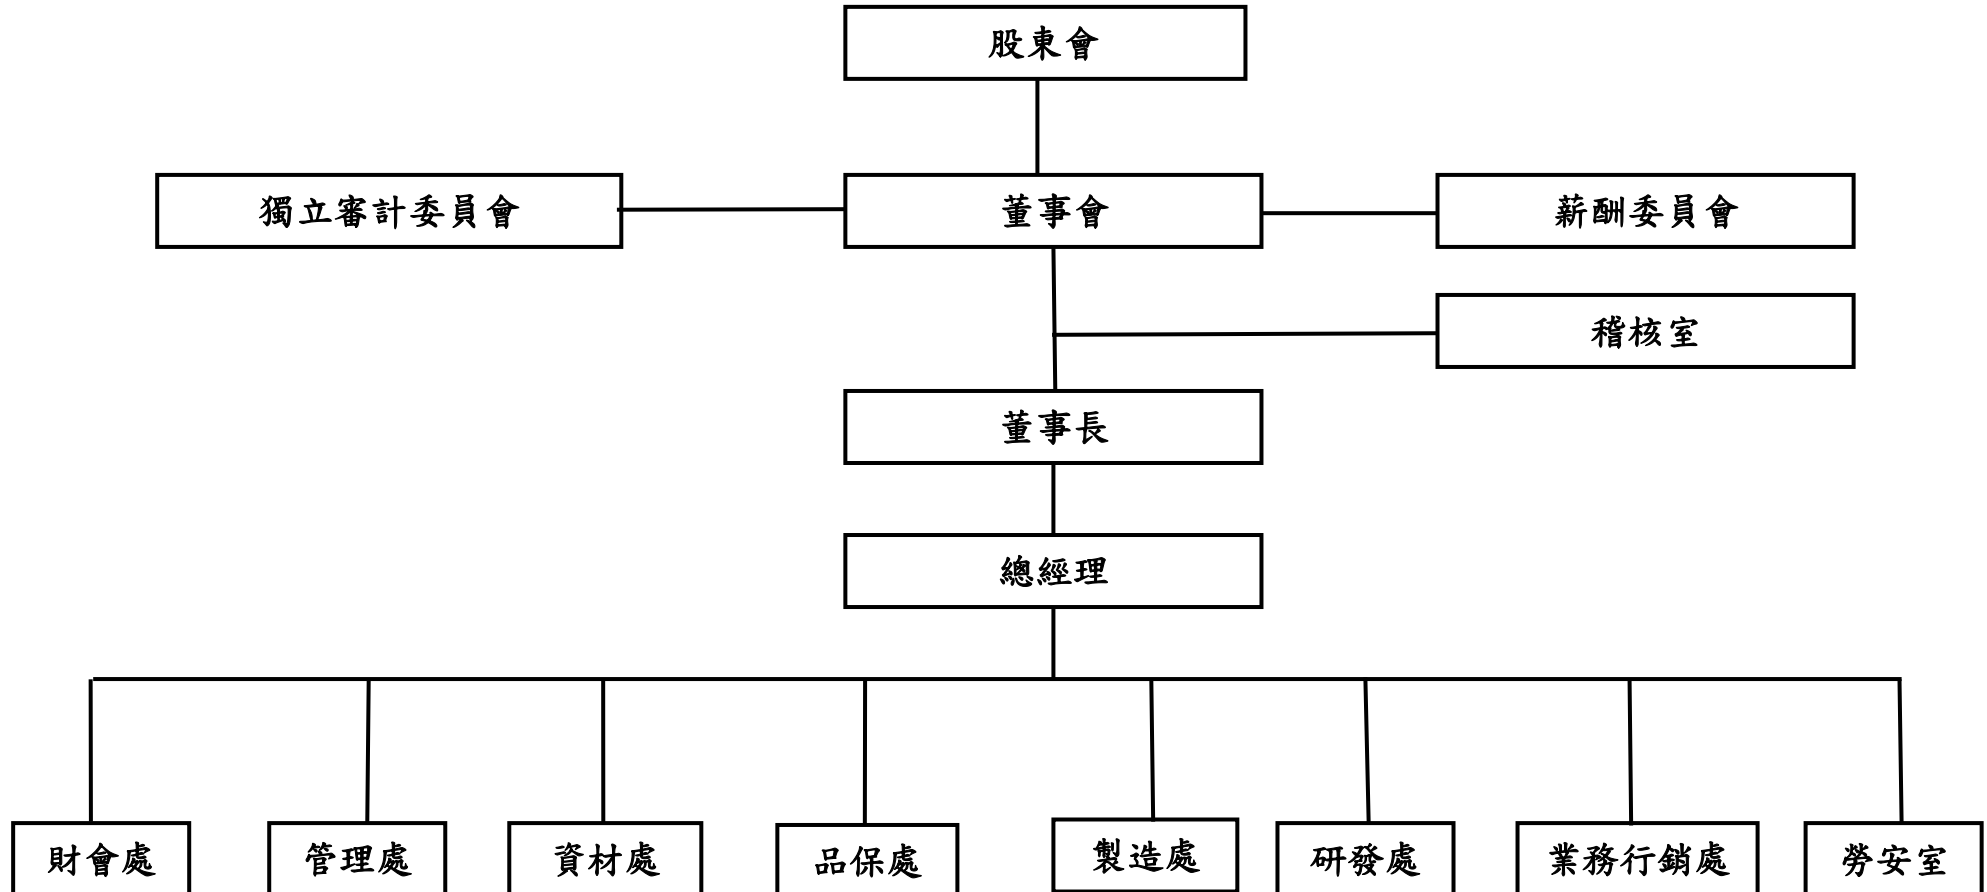 股東會
獨立審計委員會
董事會
薪酬委員會
稽核室
董事長
總經理
財會處
管理處
資材處
品保處
製造處
研發處
業務行銷處
勞安室